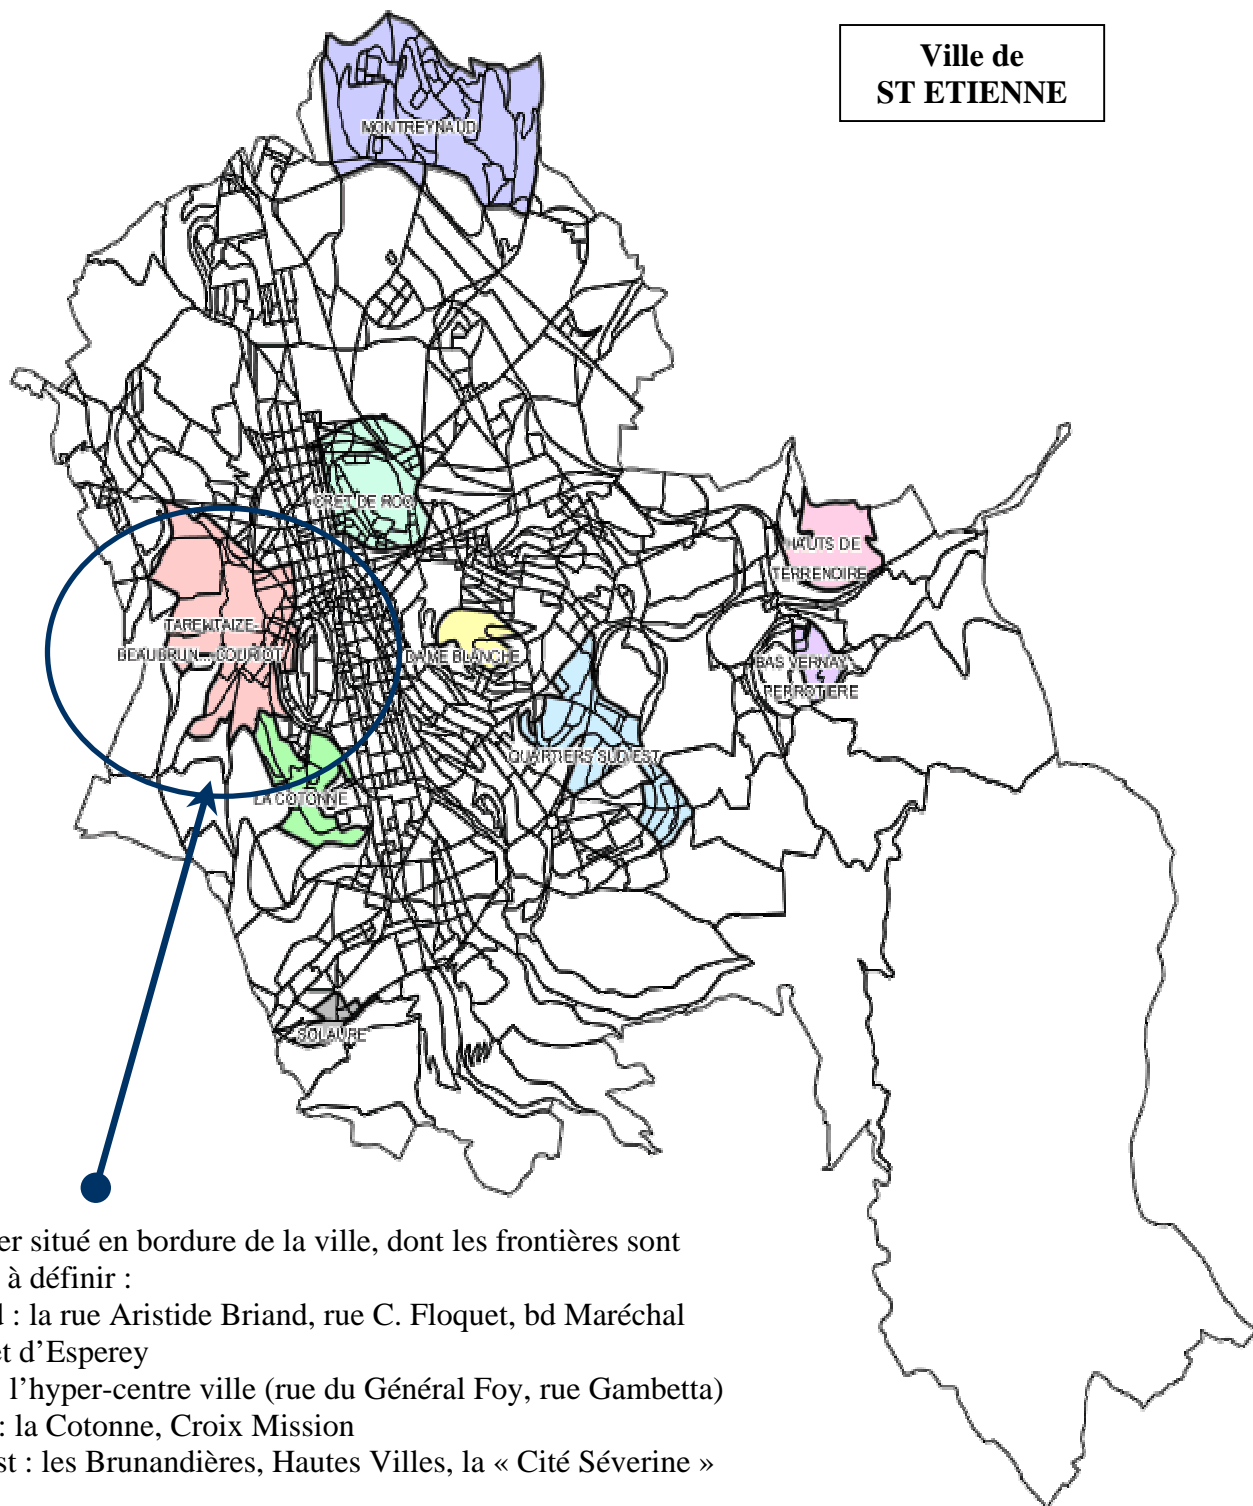 Ville de
ST ETIENNE
MONTREYNAUD
CRET DE ROC
HAUTS DE
TERRENOIRE
TARENTAIZE
BEAUBRUN...COURIOT
DAME BLANCHE
BAS VERNAY
PERROTIERE
QUARTIERS SUD EST
LA COTONNE
SOLAURE
er situé en bordure de la ville, dont les frontières sont
à définir :
d : la rue Aristide Briand, rue C. Floquet, bd Maréchal
et d’Esperey
: l’hyper-centre ville (rue du Général Foy, rue Gambetta)
: la Cotonne, Croix Mission
st : les Brunandières, Hautes Villes, la « Cité Séverine »